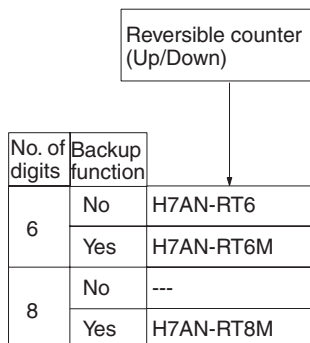 Reversible counter
(Up/Down)
No. of digits
Backup function
6
No
H7AN-RT6
Yes
H7AN-RT6M
8
No
---
Yes
H7AN-RT8M